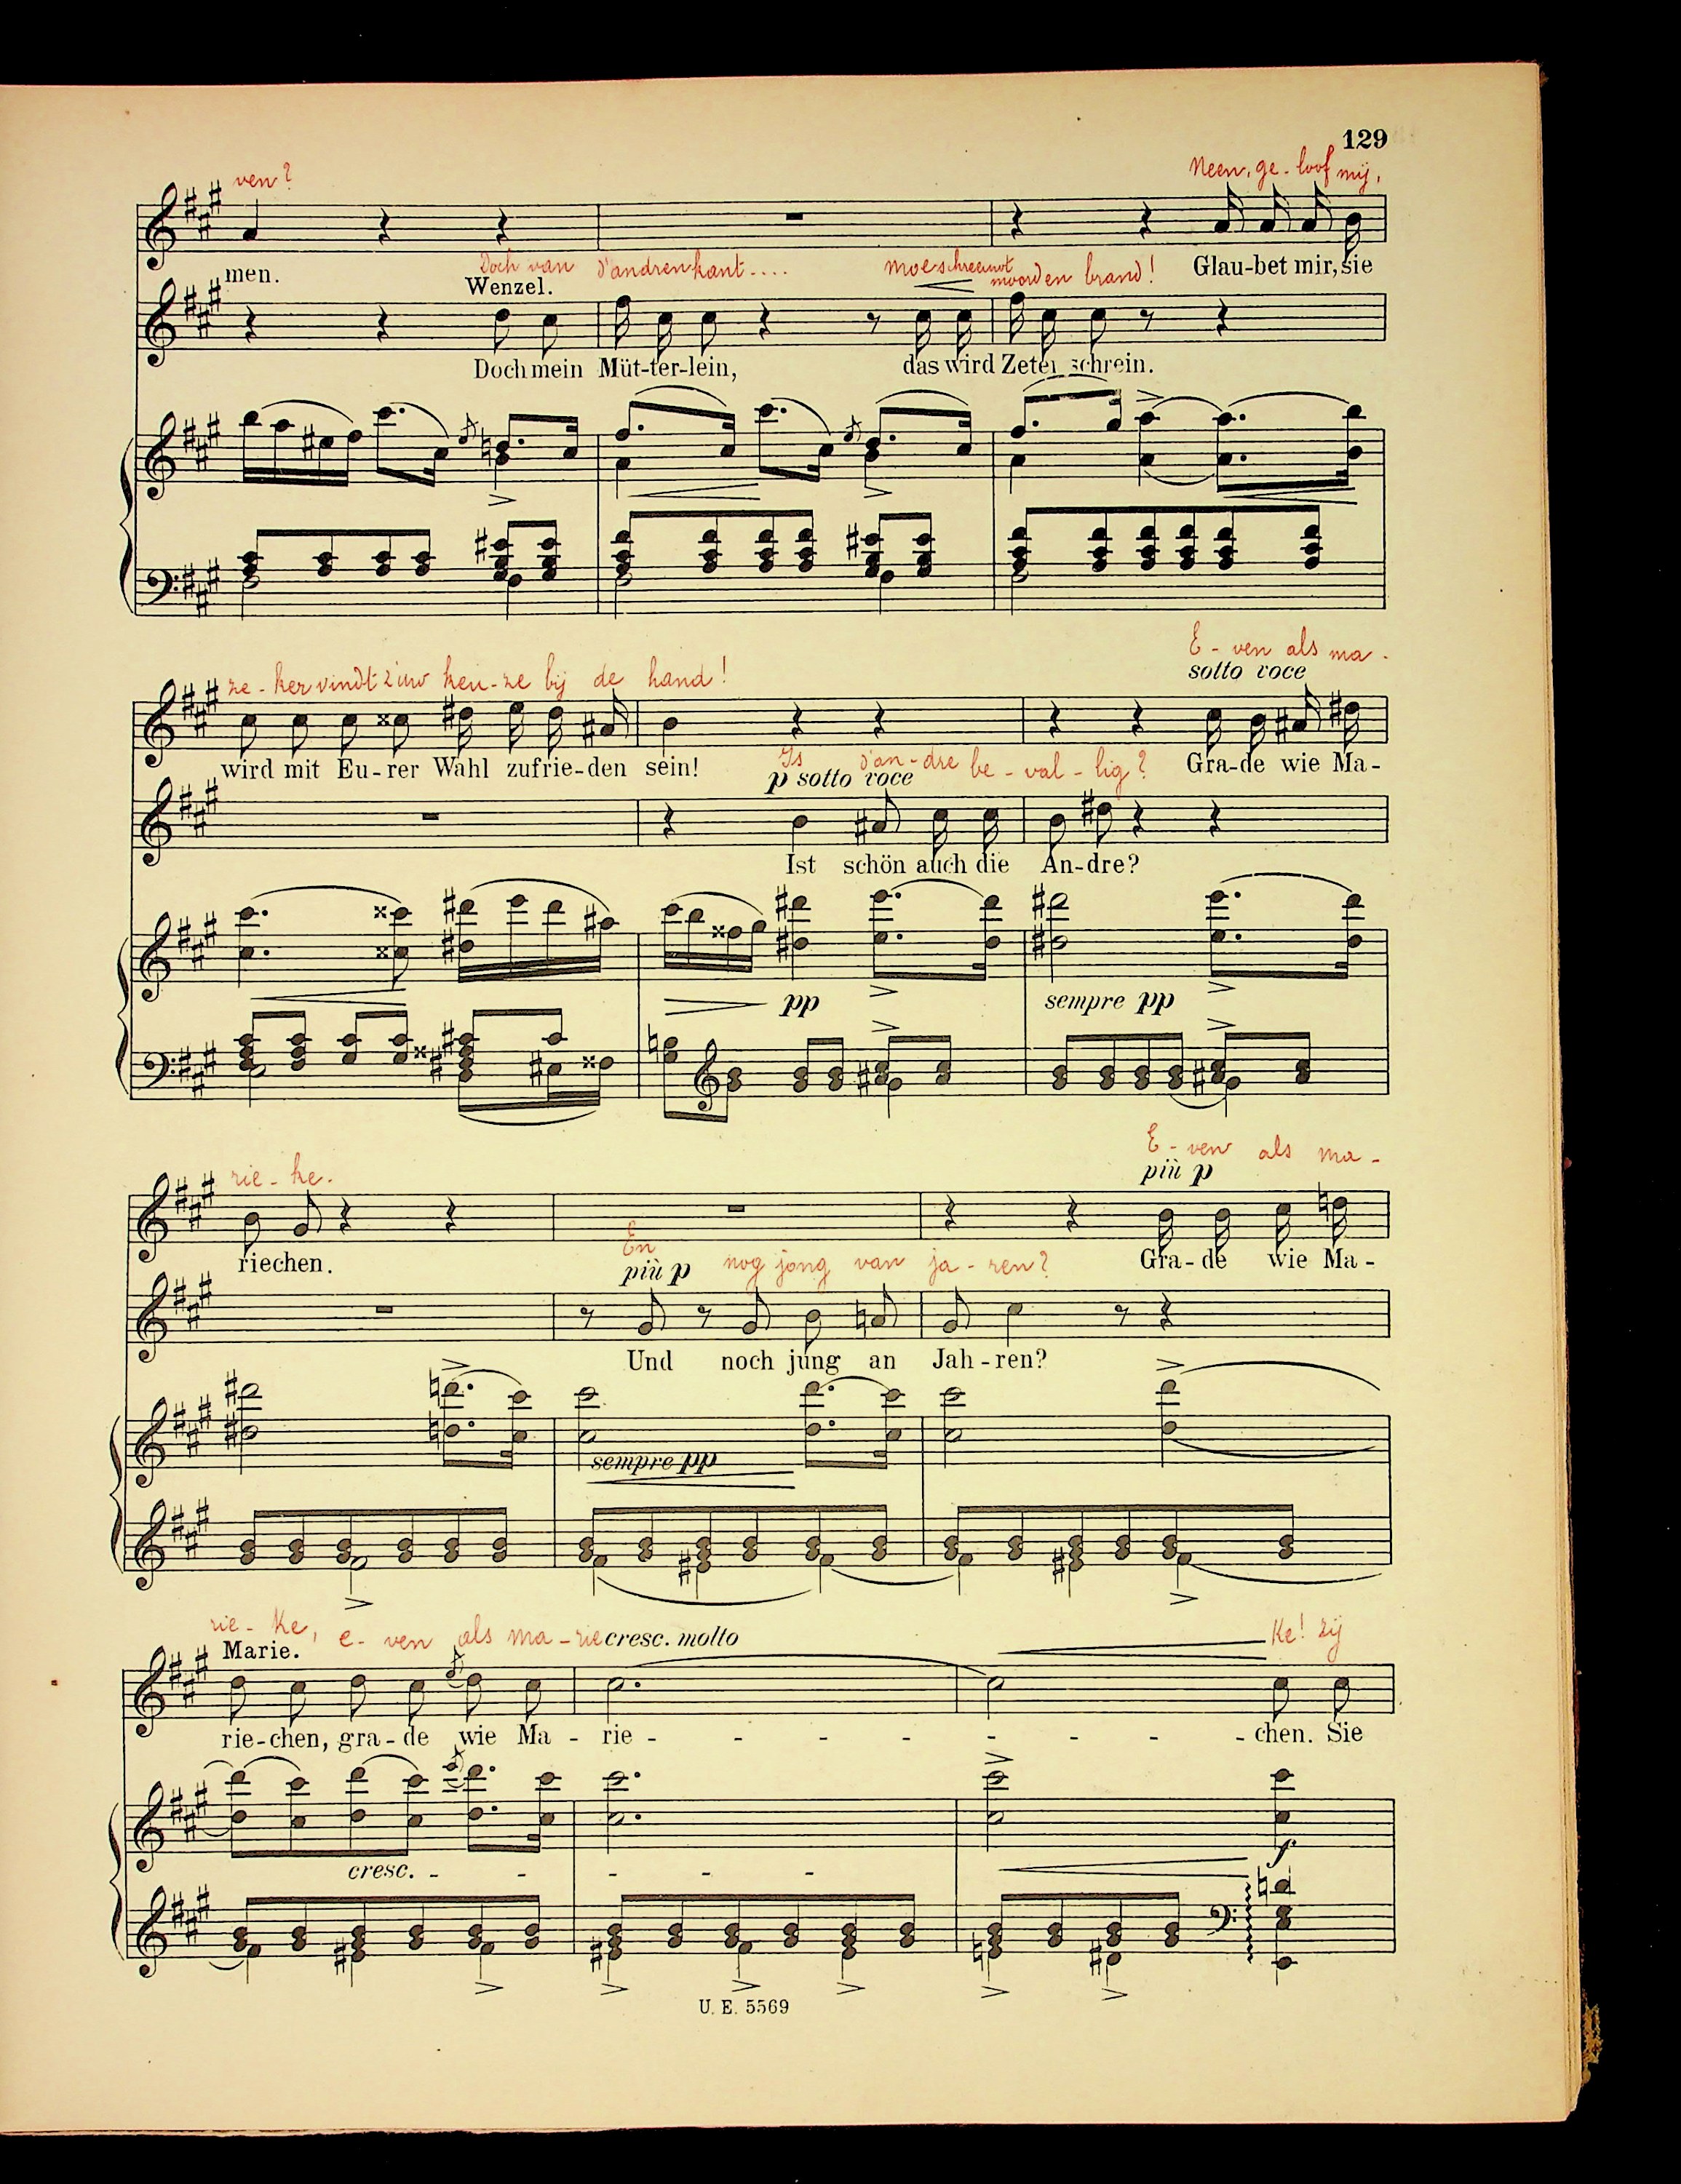 129
ven? Neen, ge-loof mij,
men. Glau-bet mir, sie
Doch van d'andren kant.... moe schreeuwt moord en brand!
Wenzel.
Doch mein Müt-ter-lein, das wird Zeter schrein.
E-ven als ma-
ze-ker vindt z'uw keu-ze bij de hand! sotto voce
wird mit Eu-rer Wahl zufrie-den sein! Gra-de wie Ma-
Is d'an-dre be-val-lig?
p sotto voce
Ist schön auch die An-dre?
pp sempre pp
E-ven als ma-
rie-ke. più p
riechen. Gra-de wie Ma-
En nog jong van ja-ren?
più p
Und noch jung an Jah-ren?
sempre pp
rie-ke, e-ven als ma-rie cresc. molto ke! zij
Marie.
rie-chen, gra-de wie Ma-rie - - - - - - - - chen. Sie
cresc. - - - - - f
U. E. 5569